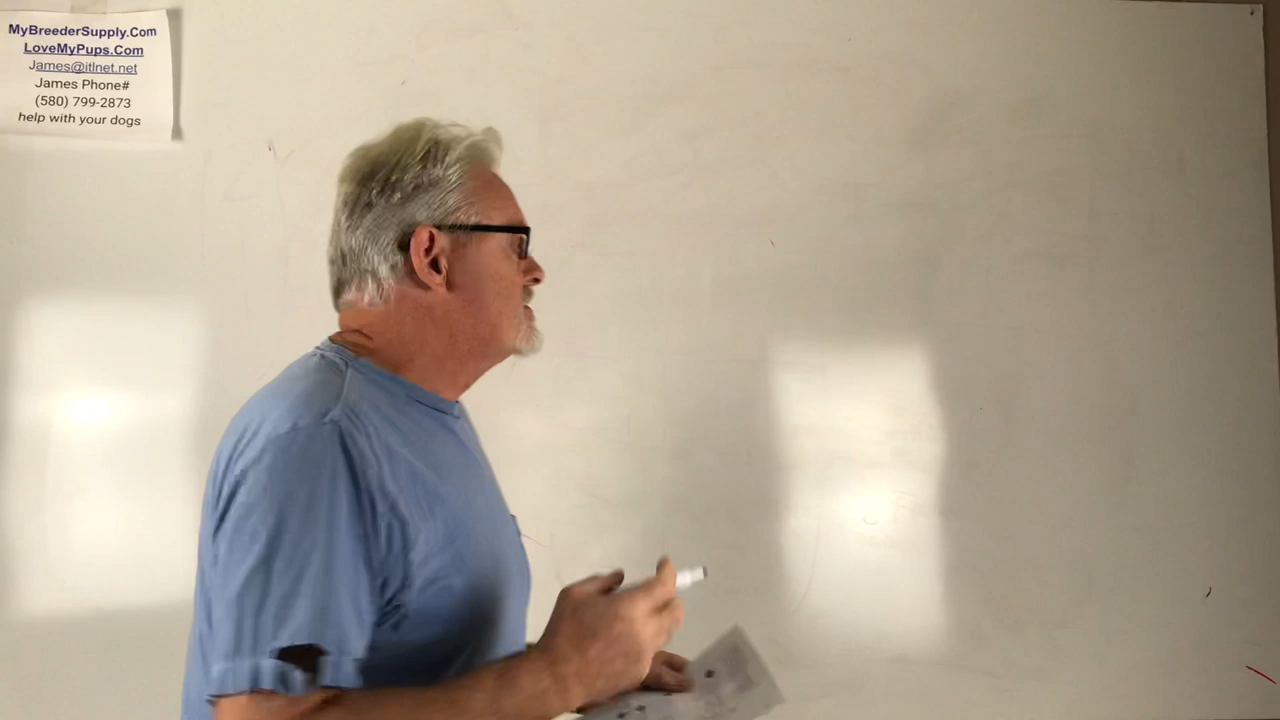 MyBreederSupply.Com
LoveMyPups.Com
James@itlnet.net
James Phone#
(580) 799-2873
help with your dogs